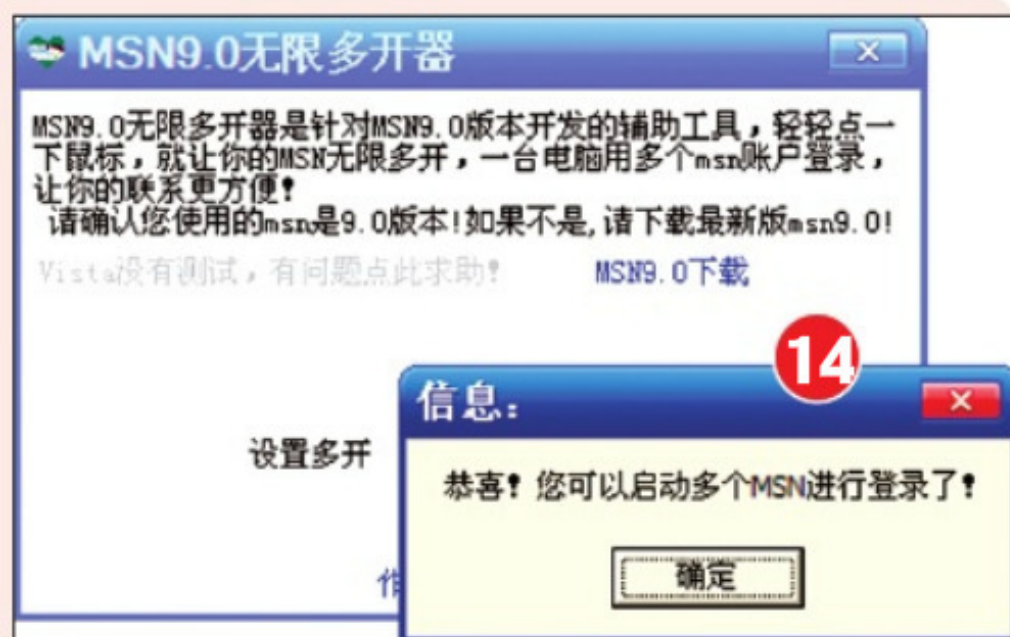 MSN9.0无限多开器
MSN9.0无限多开器是针对MSN9.0版本开发的辅助工具，轻轻点一
下鼠标，就让你的MSN无限多开，一台电脑用多个msn账户登录，
让你的联系更方便！
请确认您使用的msn是9.0版本!如果不是,请下载最新版msn9.0!
Vista没有测试，有问题点此求助！ MSN9.0下载
14
信息：
设置多开
恭喜！您可以启动多个MSN进行登录了！
确定
作